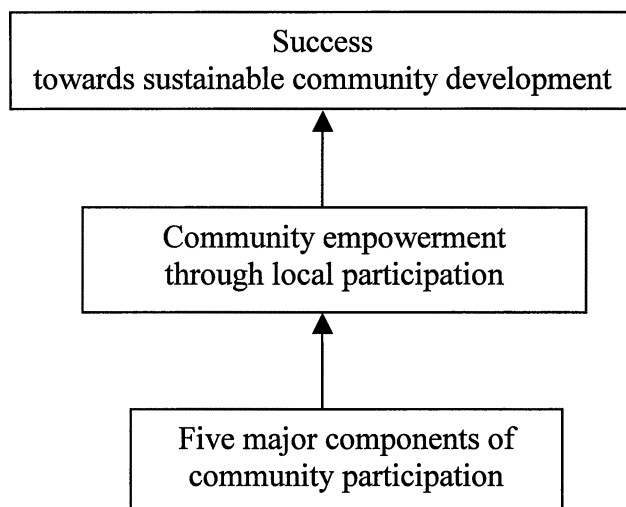 Success
towards sustainable community development
Community empowerment
through local participation
Five major components of
community participation